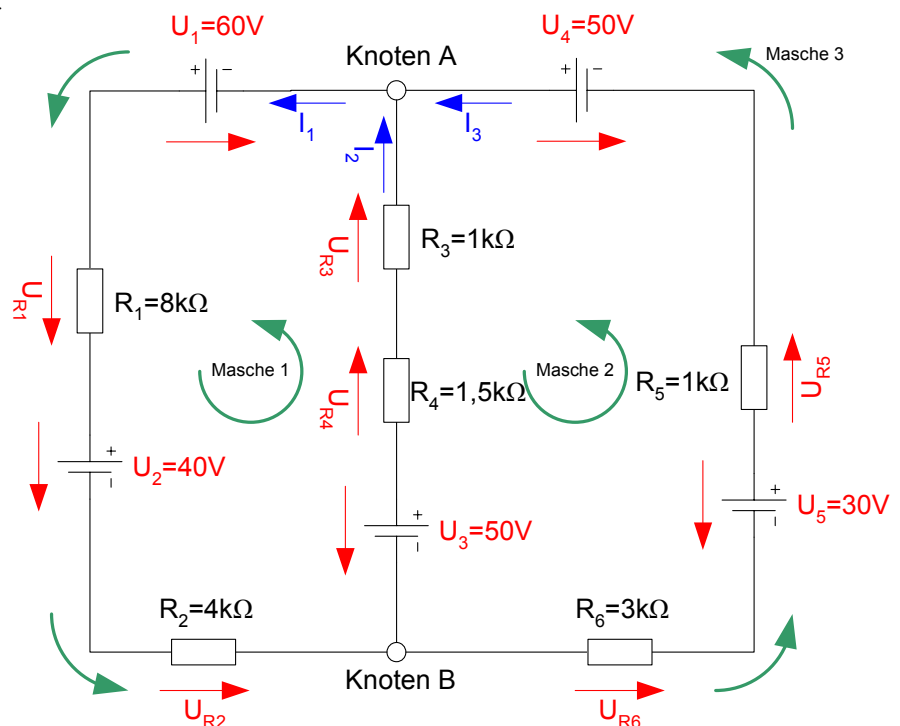 U1=60V
U4=50V
Knoten A
Masche 3
+ −
+ −
I1
I3
I2
UR3
R3=1kΩ
UR1
R1=8kΩ
Masche 1
Masche 2
UR4
R4=1,5kΩ
R5=1kΩ
UR5
+
U2=40V
-
+
U3=50V
-
+
U5=30V
-
R2=4kΩ
R6=3kΩ
Knoten B
UR2
UR6